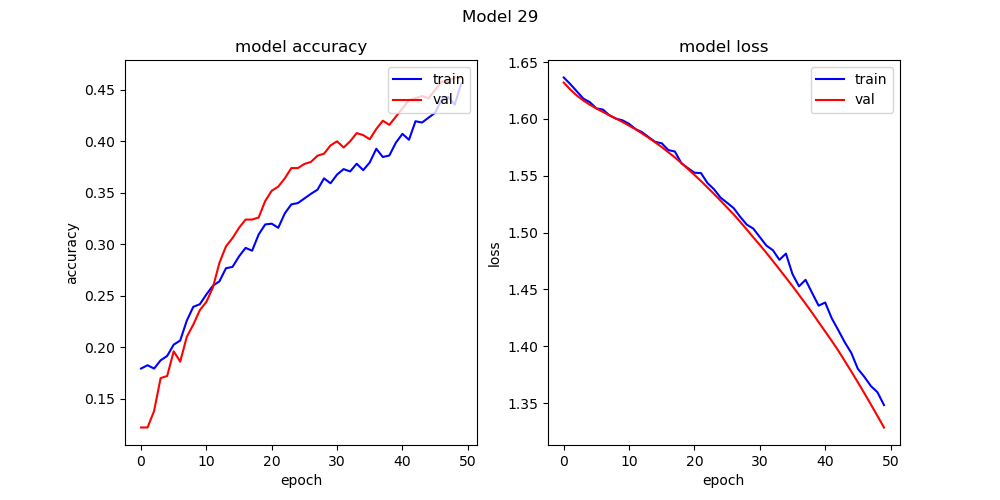 Model 29
model accuracy
accuracy
0.45
0.40
0.35
0.30
0.25
0.20
0.15
0 10 20 30 40 50
epoch
train
val
model loss
loss
1.65
1.60
1.55
1.50
1.45
1.40
1.35
0 10 20 30 40 50
epoch
train
val